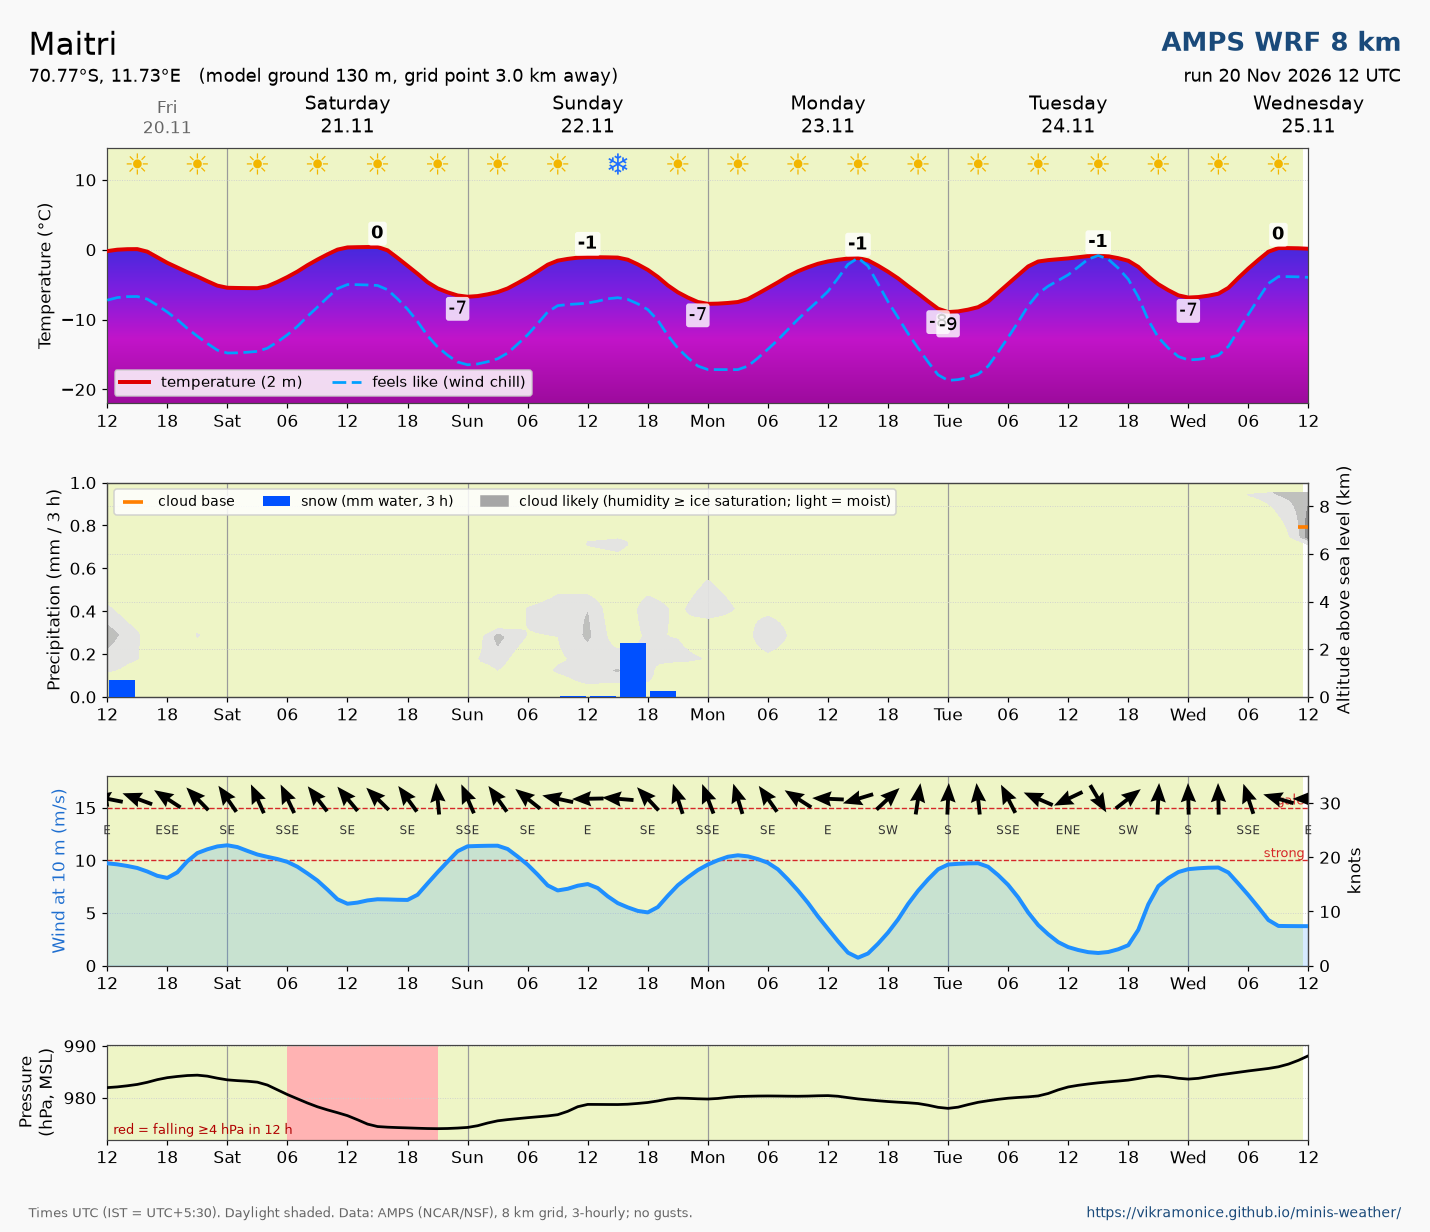 Maitri
AMPS WRF 8 km
70.77°S, 11.73°E (model ground 130 m, grid point 3.0 km away)
run 20 Nov 2026 12 UTC
Fri
20.11
Saturday
21.11
Sunday
22.11
Monday
23.11
Tuesday
24.11
Wednesday
25.11
Temperature (°C)
10
0
−10
−20
0
-1
-1
-1
0
-7
-7
-9
-7
temperature (2 m)
feels like (wind chill)
12 18 Sat 06 12 18 Sun 06 12 18 Mon 06 12 18 Tue 06 12 18 Wed 06 12
Precipitation (mm / 3 h)
1.0
0.8
0.6
0.4
0.2
0.0
cloud base
snow (mm water, 3 h)
cloud likely (humidity ≥ ice saturation; light = moist)
8
6
4
2
0
Altitude above sea level (km)
12 18 Sat 06 12 18 Sun 06 12 18 Mon 06 12 18 Tue 06 12 18 Wed 06 12
Wind at 10 m (m/s)
15
10
5
0
E ESE SE SSE SE SE SSE SE E SE SSE SE E SW S SSE ENE SW S SSE E
strong
30
20
10
0
knots
12 18 Sat 06 12 18 Sun 06 12 18 Mon 06 12 18 Tue 06 12 18 Wed 06 12
Pressure
(hPa, MSL)
990
980
red = falling ≥4 hPa in 12 h
12 18 Sat 06 12 18 Sun 06 12 18 Mon 06 12 18 Tue 06 12 18 Wed 06 12
Times UTC (IST = UTC+5:30). Daylight shaded. Data: AMPS (NCAR/NSF), 8 km grid, 3-hourly; no gusts.
https://vikramonice.github.io/minis-weather/